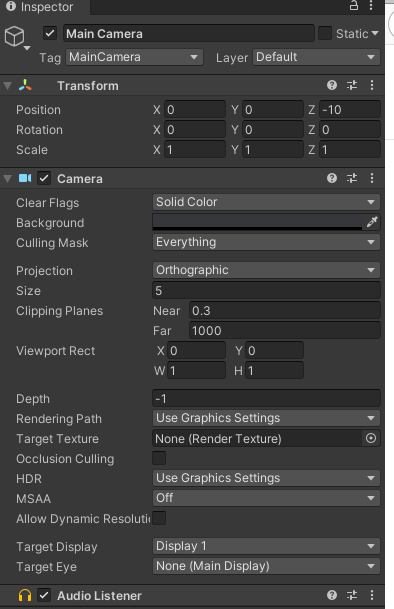 Inspector
Main Camera Static
Tag MainCamera Layer Default
Transform
Position X 0 Y 0 Z -10
Rotation X 0 Y 0 Z 0
Scale X 1 Y 1 Z 1
Camera
Clear Flags Solid Color
Background
Culling Mask Everything
Projection Orthographic
Size 5
Clipping Planes Near 0.3
Far 1000
Viewport Rect X 0 Y 0
W 1 H 1
Depth -1
Rendering Path Use Graphics Settings
Target Texture None (Render Texture)
Occlusion Culling
HDR Use Graphics Settings
MSAA Off
Allow Dynamic Resolutio
Target Display Display 1
Target Eye None (Main Display)
Audio Listener